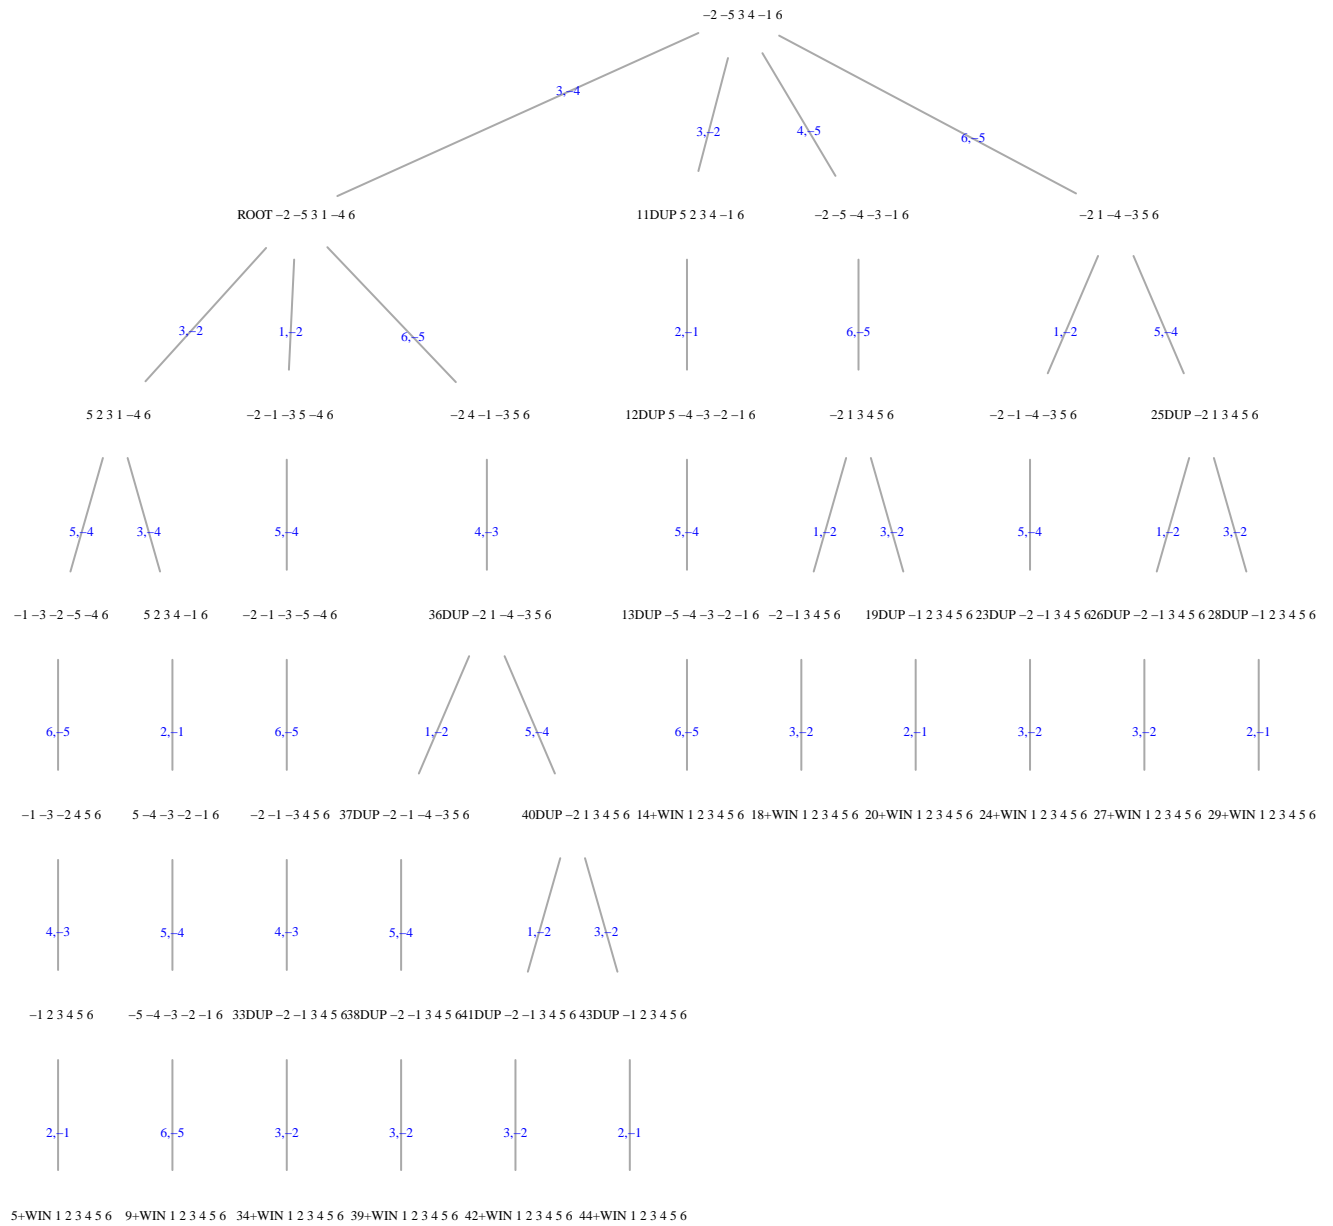 −2 −5 3 4 −1 6
3,−4
3,−2
4,−5
6,−5
ROOT −2 −5 3 1 −4 6
11DUP 5 2 3 4 −1 6
−2 −5 −4 −3 −1 6
−2 1 −4 −3 5 6
3,−2
1,−2
6,−5
2,−1
6,−5
1,−2
5,−4
5 2 3 1 −4 6
−2 −1 −3 5 −4 6
−2 4 −1 −3 5 6
12DUP 5 −4 −3 −2 −1 6
−2 1 3 4 5 6
−2 −1 −4 −3 5 6
25DUP −2 1 3 4 5 6
5,−4
3,−4
5,−4
4,−3
5,−4
1,−2
3,−2
5,−4
1,−2
3,−2
−1 −3 −2 −5 −4 6
5 2 3 4 −1 6
−2 −1 −3 −5 −4 6
36DUP −2 1 −4 −3 5 6
13DUP −5 −4 −3 −2 −1 6
−2 −1 3 4 5 6
19DUP −1 2 3 4 5 6
23DUP −2 −1 3 4 5 6
26DUP −2 −1 3 4 5 6
28DUP −1 2 3 4 5 6
6,−5
2,−1
6,−5
1,−2
5,−4
6,−5
3,−2
2,−1
3,−2
3,−2
2,−1
−1 −3 −2 4 5 6
5 −4 −3 −2 −1 6
−2 −1 −3 4 5 6
37DUP −2 −1 −4 −3 5 6
40DUP −2 1 3 4 5 6
14+WIN 1 2 3 4 5 6
18+WIN 1 2 3 4 5 6
20+WIN 1 2 3 4 5 6
24+WIN 1 2 3 4 5 6
27+WIN 1 2 3 4 5 6
29+WIN 1 2 3 4 5 6
4,−3
5,−4
4,−3
5,−4
1,−2
3,−2
−1 2 3 4 5 6
−5 −4 −3 −2 −1 6
33DUP −2 −1 3 4 5 6
38DUP −2 −1 3 4 5 6
41DUP −2 −1 3 4 5 6
43DUP −1 2 3 4 5 6
2,−1
6,−5
3,−2
3,−2
3,−2
2,−1
5+WIN 1 2 3 4 5 6
9+WIN 1 2 3 4 5 6
34+WIN 1 2 3 4 5 6
39+WIN 1 2 3 4 5 6
42+WIN 1 2 3 4 5 6
44+WIN 1 2 3 4 5 6